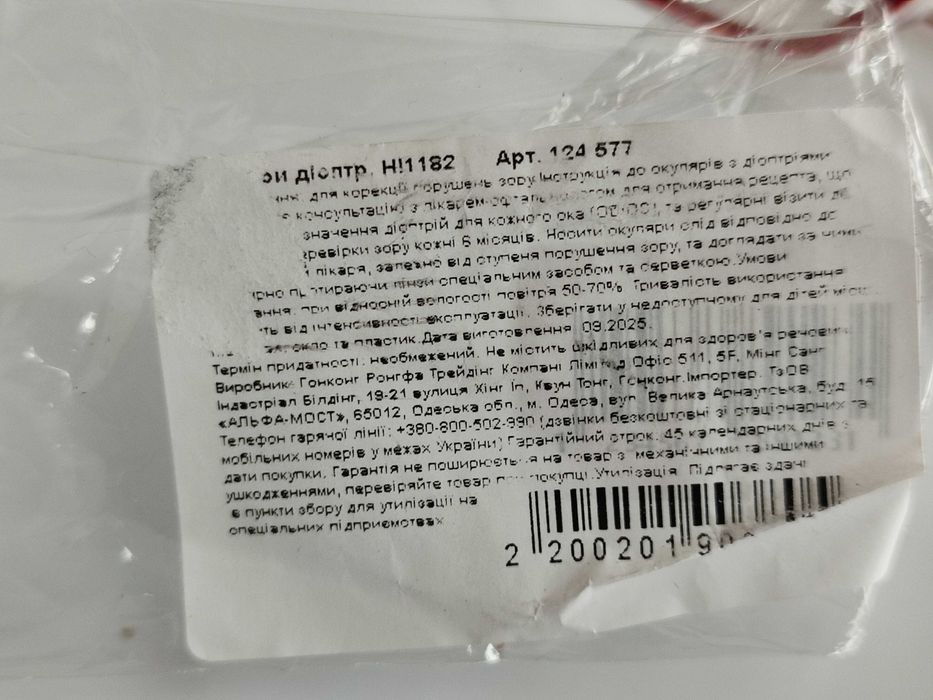 ри діоптр. HI1182 Арт. 124 577
для корекції порушень зору. Інструкція до окулярів з діоптріями
консультацію з лікарем-офтальмологом для отримання рецепта, що
значення діоптрій для кожного ока (OD/OS), та регулярні візити до
еревірки зору кожні 6 місяців. Носити окуляри слід відповідно до
лікаря, залежно від ступеня порушення зору, та доглядати за ними
рно протираючи лінзи спеціальним засобом та серветкою. Умови
ання: при відносній вологості повітря 50-70%. Тривалість використання
ть від інтенсивності експлуатації. Зберігати у недоступному для дітей місці
скло та пластик. Дата виготовлення: 09.2025.
Термін придатності: необмежений. Не містить шкідливих для здоров'я речовин.
Виробник: Гонконг Ронгфа Трейдінг Компані Лімітед Офіс 511, 5F, Мінг Санг
Індастріал Білдінг, 19-21 вулиця Хінг Іп, Квун Тонг, Гонконг. Імпортер: ТзОВ
«АЛЬФА-МОСТ», 65012, Одеська обл., м. Одеса, вул. Велика Арнаутська, буд. 15
Телефон гарячої лінії: +380-800-502-990 (дзвінки безкоштовні зі стаціонарних та
мобільних номерів у межах України) Гарантійний строк: 45 календарних днів з
дати покупки. Гарантія не поширюється на товар з механічними та іншими
ушкодженнями, перевіряйте товар при покупці. Утилізація: Підлягає здачі
в пункти збору для утилізації на
спеціальних підприємствах
2 200201 90